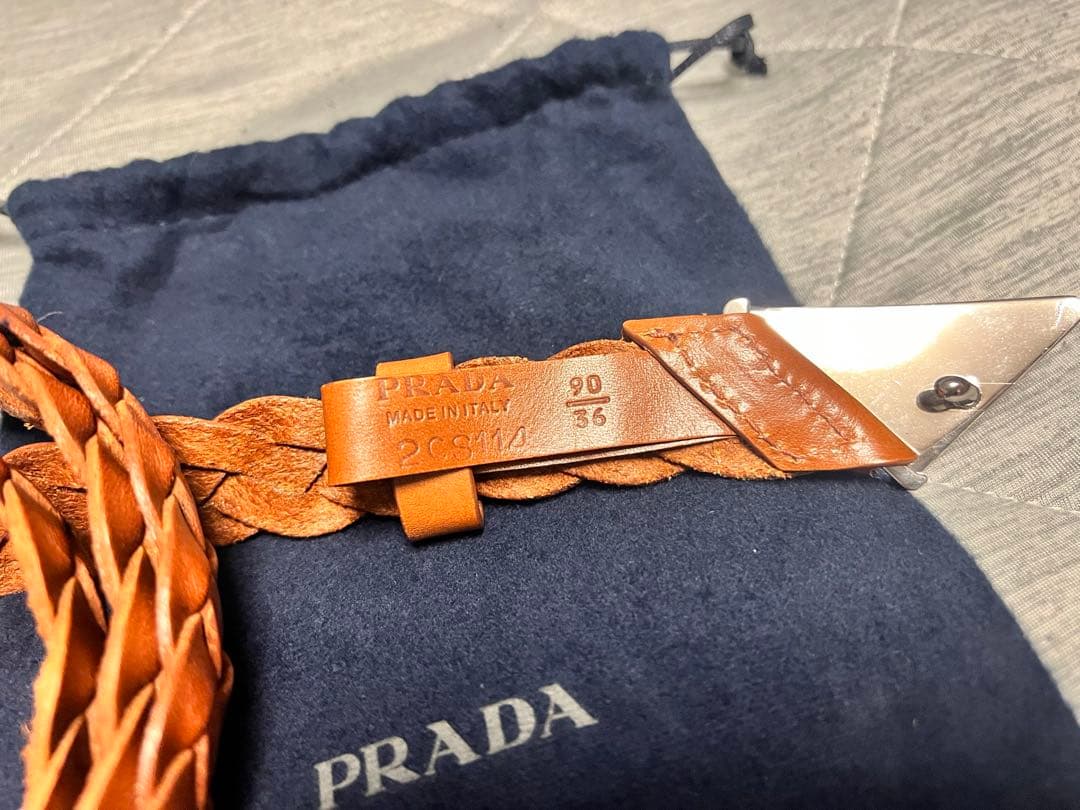 PRADA
MADE IN ITALY
2CS114
90
36
PRADA